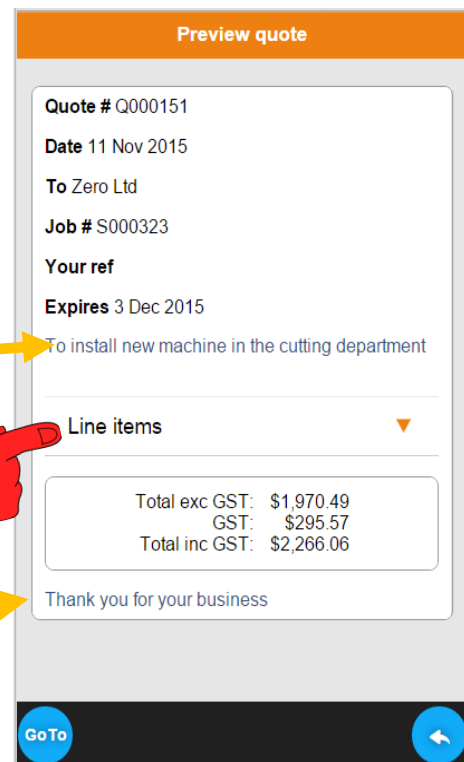 Preview quote
Quote # Q000151
Date 11 Nov 2015
To Zero Ltd
Job # S000323
Your ref
Expires 3 Dec 2015
To install new machine in the cutting department
Line items
Total exc GST: $1,970.49
GST: $295.57
Total inc GST: $2,266.06
Thank you for your business
GoTo